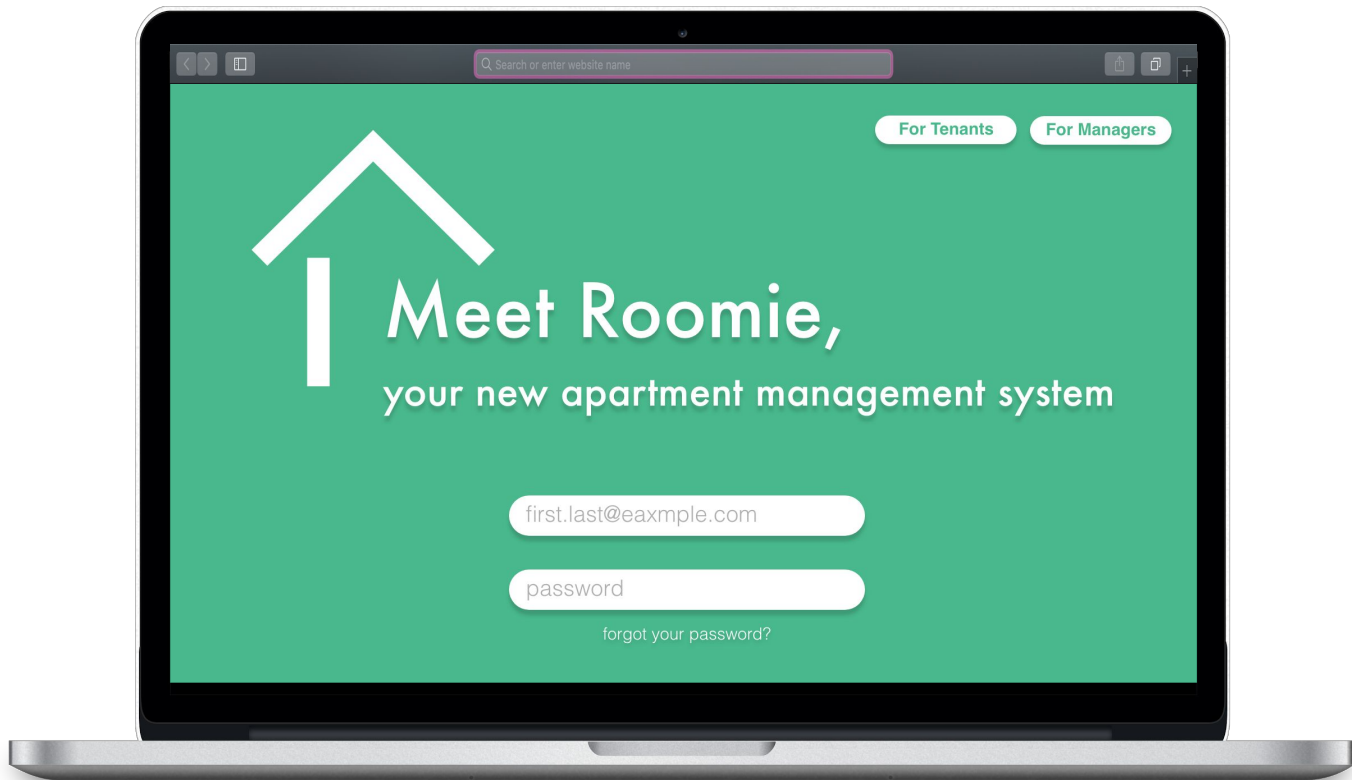 Search or enter website name
For Tenants
For Managers
Meet Roomie,
your new apartment management system
first.last@eaxmple.com
password
forgot your password?